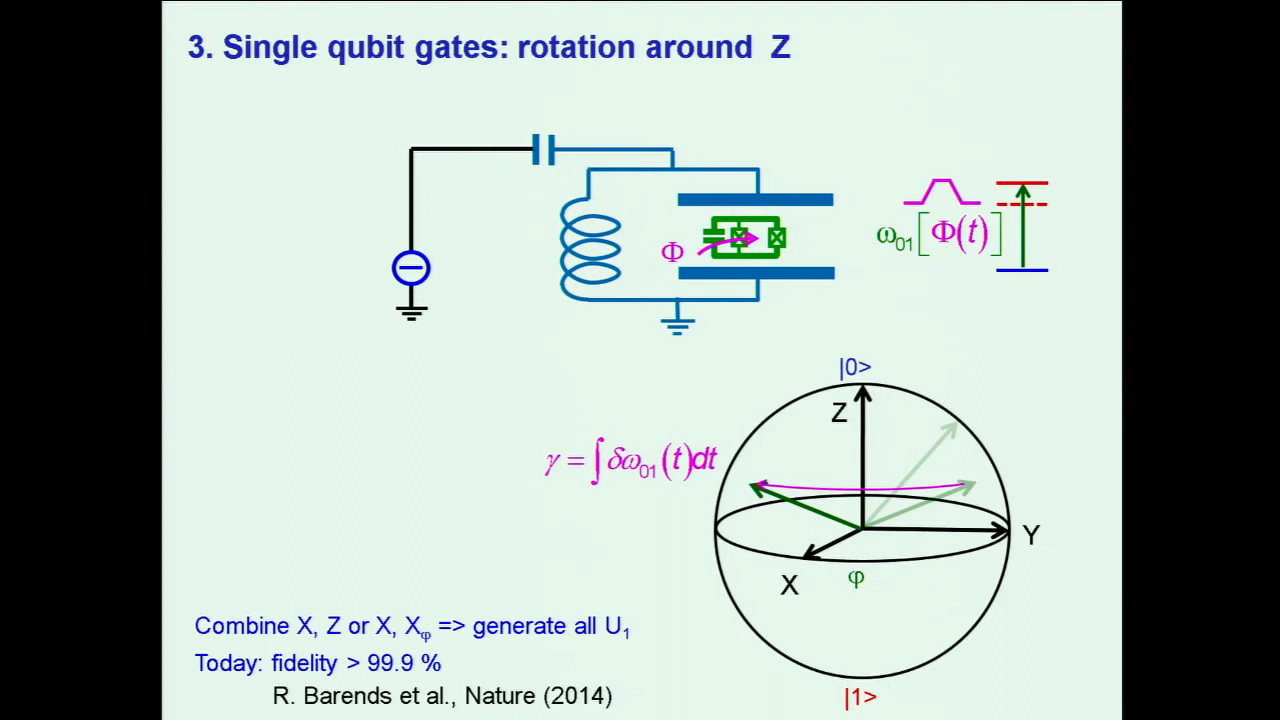 3. Single qubit gates: rotation around Z
Φ
ω01[Φ(t)]
|0>
Z
γ = ∫δω01(t)dt
Y
X
φ
Combine X, Z or X, Xφ => generate all U1
Today: fidelity > 99.9 %
R. Barends et al., Nature (2014)
|1>